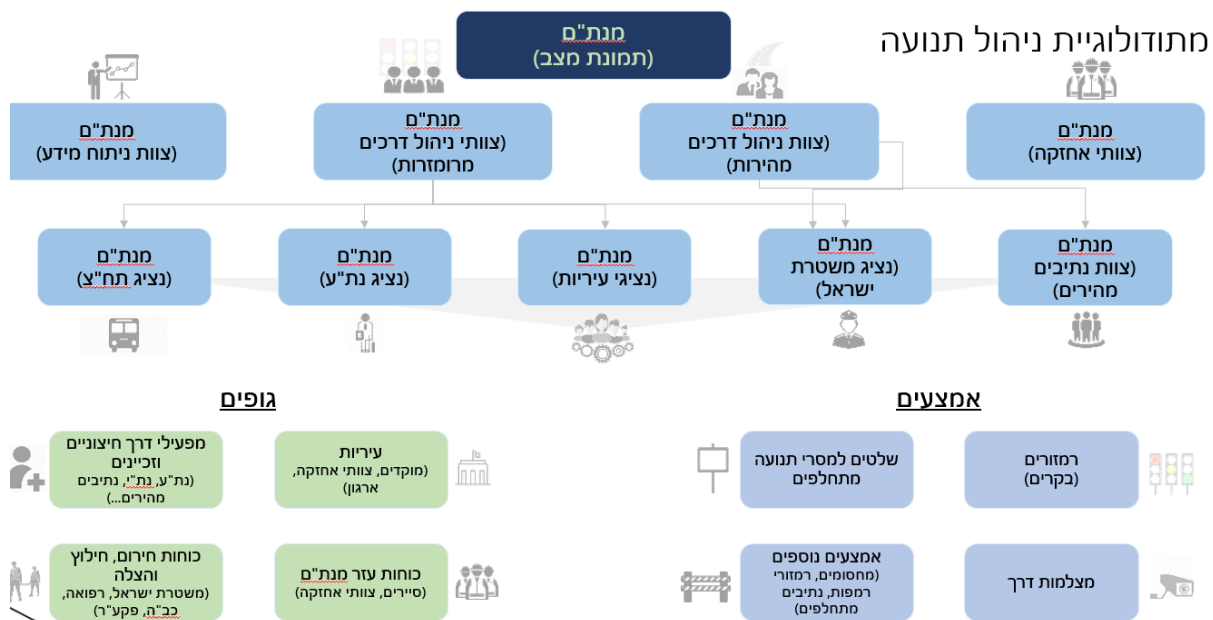 מתודולוגיית ניהול תנועה
מנת"ם
(תמונת מצב)
מנת"ם
(צוותי אחזקה)
מנת"ם
(צוותי ניהול דרכים
מהירות)
מנת"ם
(צוותי ניהול דרכים
מרומזרות)
מנת"ם
(צוות ניתוח מידע)
מנת"ם
(צוות נתיבים
מהירים)
מנת"ם
(נציג משטרת
ישראל)
מנת"ם
(נציגי עיריות)
מנת"ם
(נציג נת"ע)
מנת"ם
(נציג תח"צ)
אמצעים
רמזורים
(בקרים)
שלטים למסרי תנועה
מתחלפים
מצלמות דרך
אמצעים נוספים
(מחסומים, רמזורי
רמפות, נתיבים
מתחלפים)
גופים
עיריות
(מוקדים, צוותי אחזקה,
ארגון)
מפעילי דרך חיצוניים
וזכיינים
(נת"ע, נת"י, נתיבים
מהירים...)
כוחות עזר מנת"ם
(סיירים, צוותי אחזקה)
כוחות חירום, חילוץ
והצלה
(משטרת ישראל, רפואה,
כב"ה, פקע"ר)